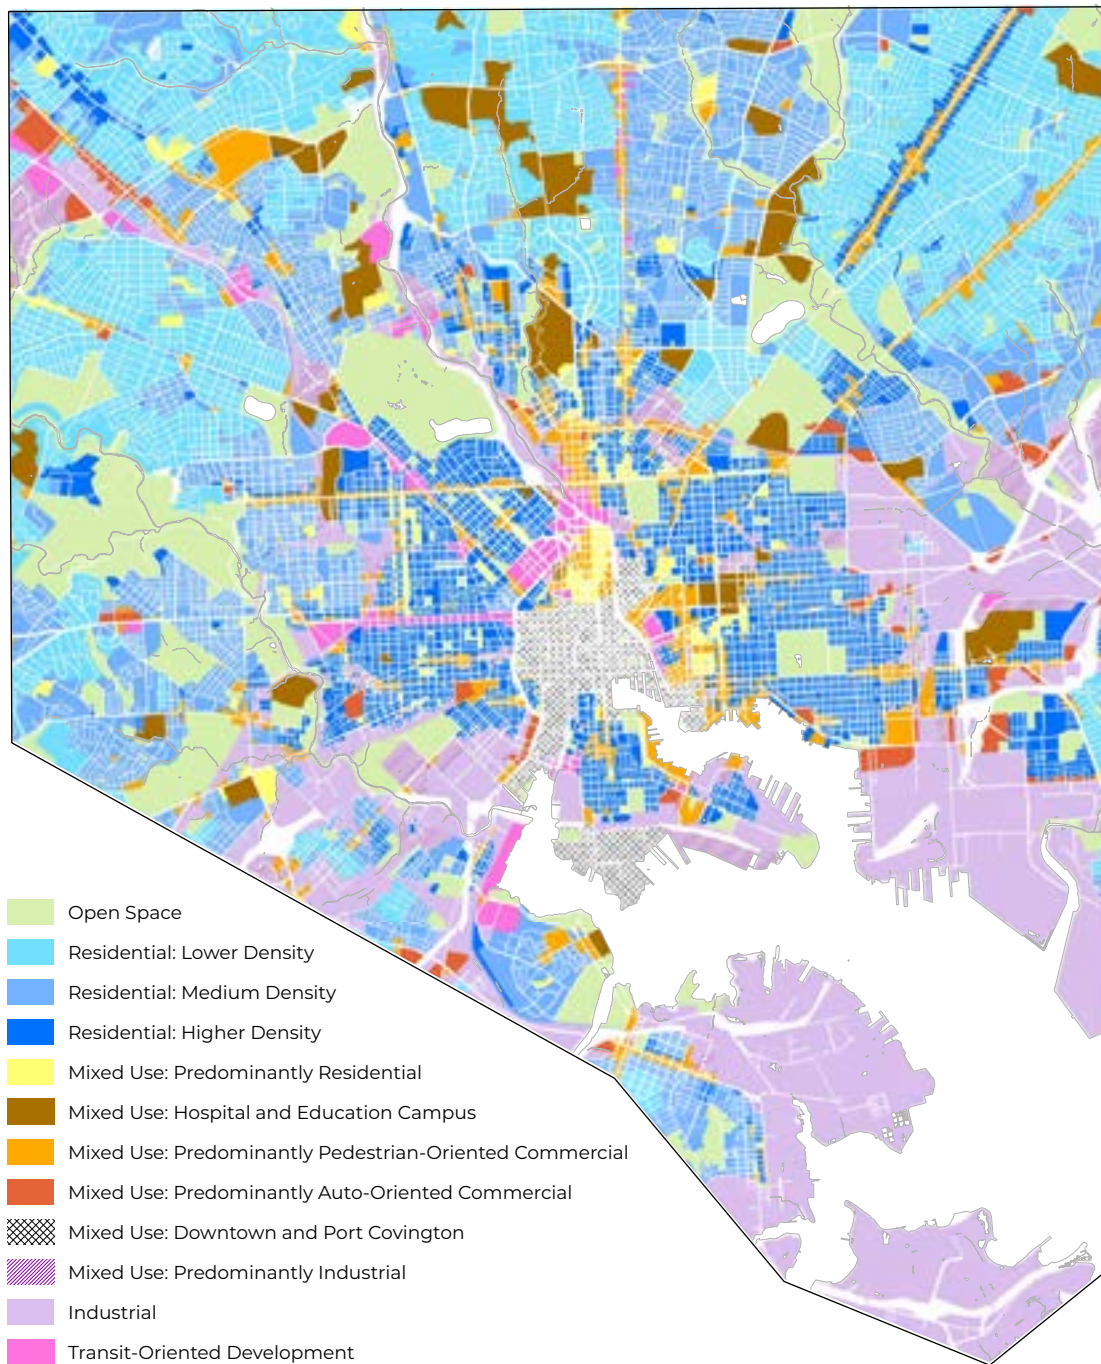 Open Space
Residential: Lower Density
Residential: Medium Density
Residential: Higher Density
Mixed Use: Predominantly Residential
Mixed Use: Hospital and Education Campus
Mixed Use: Predominantly Pedestrian-Oriented Commercial
Mixed Use: Predominantly Auto-Oriented Commercial
Mixed Use: Downtown and Port Covington
Mixed Use: Predominantly Industrial
Industrial
Transit-Oriented Development